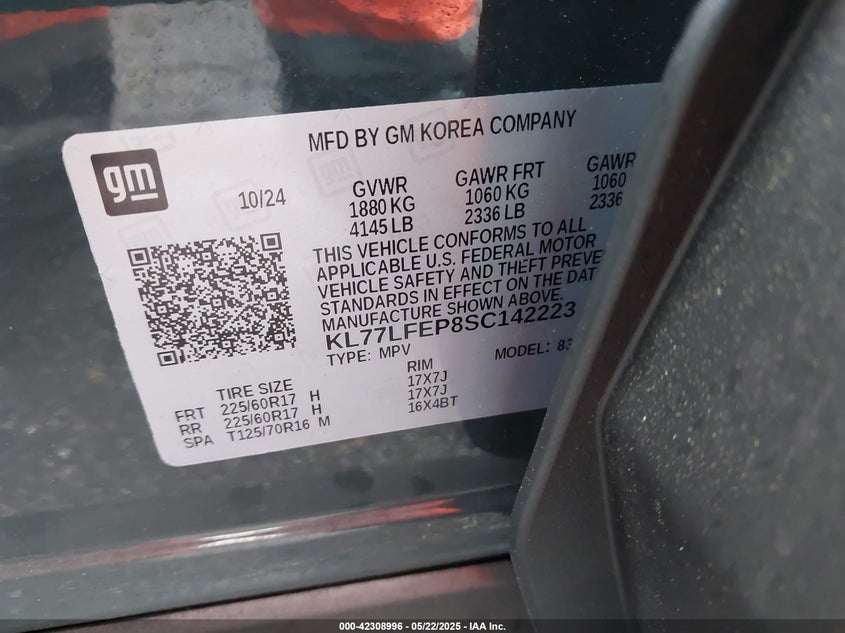 MFD BY GM KOREA COMPANY
gm
10/24
GVWR GAWR FRT GAWR
1880 KG 1060 KG 1060
4145 LB 2336 LB 2336
THIS VEHICLE CONFORMS TO ALL
APPLICABLE U.S. FEDERAL MOTOR
VEHICLE SAFETY AND THEFT PREVE
STANDARDS IN EFFECT ON THE DAT
MANUFACTURE SHOWN ABOVE.
KL77LFEP8SC142223
TYPE: MPV MODEL: 83
TIRE SIZE RIM
FRT 225/60R17 H 17X7J
RR 225/60R17 H 17X7J
SPA T125/70R16 M 16X4BT
000-42308996 - 05/22/2025 - IAA Inc.